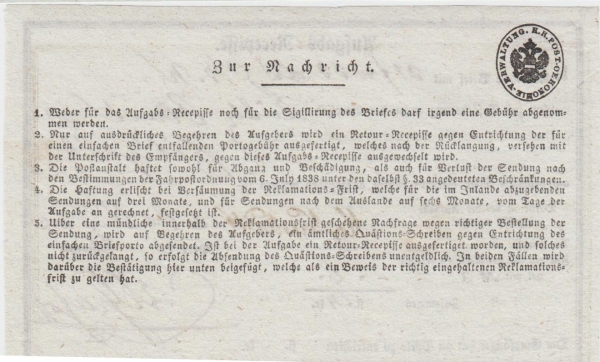 Zur Nachricht.
K. K. POST-OEKONOMIE-VERWALTUNG.
1. Weder für das Aufgabs-Recepisse noch für die Sigillirung des Briefes darf irgend eine Gebühr abgenom-
men werden.
2. Nur auf ausdrückliches Begehren des Aufgebers wird ein Retour-Recepisse gegen Entrichtung der für
einen einfachen Brief entfallenden Portogebühr ausgefertigt, welches nach der Rücklangung, versehen mit
der Unterschrift des Empfängers, gegen dieses Aufgabs-Recepisse ausgewechselt wird.
3. Die Postanstalt haftet sowohl für Abgang und Beschädigung, als auch für Verlust der Sendung nach
den Bestimmungen der Fahrpostordnung vom 6. July 1838 unter den daselbst §. 33 angedeuteten Beschränkungen.
4. Die Haftung erlischt bei Versäumung der Reklamations-Frist, welche für die im Inlande abzugebenden
Sendungen auf drei Monate, und für Sendungen nach dem Auslande auf sechs Monate, vom Tage der
Aufgabe an gerechnet, festgesetzt ist.
5. Uiber eine mündliche innerhalb der Reklamationsfrist geschehene Nachfrage wegen richtiger Bestellung der
Sendung, wird auf Begehren des Aufgebers, ein ämtliches Quästions-Schreiben gegen Entrichtung des
einfachen Briefporto abgesendet. Ist bei der Aufgabe ein Retour-Recepisse ausgefertigt worden, und solches
nicht zurückgelangt, so erfolgt die Absendung des Quästions-Schreibens unentgeldlich. In beiden Fällen wird
darüber die Bestätigung hier unten beigefügt, welche als ein Beweis der richtig eingehaltenen Reklamations-
frist zu gelten hat.